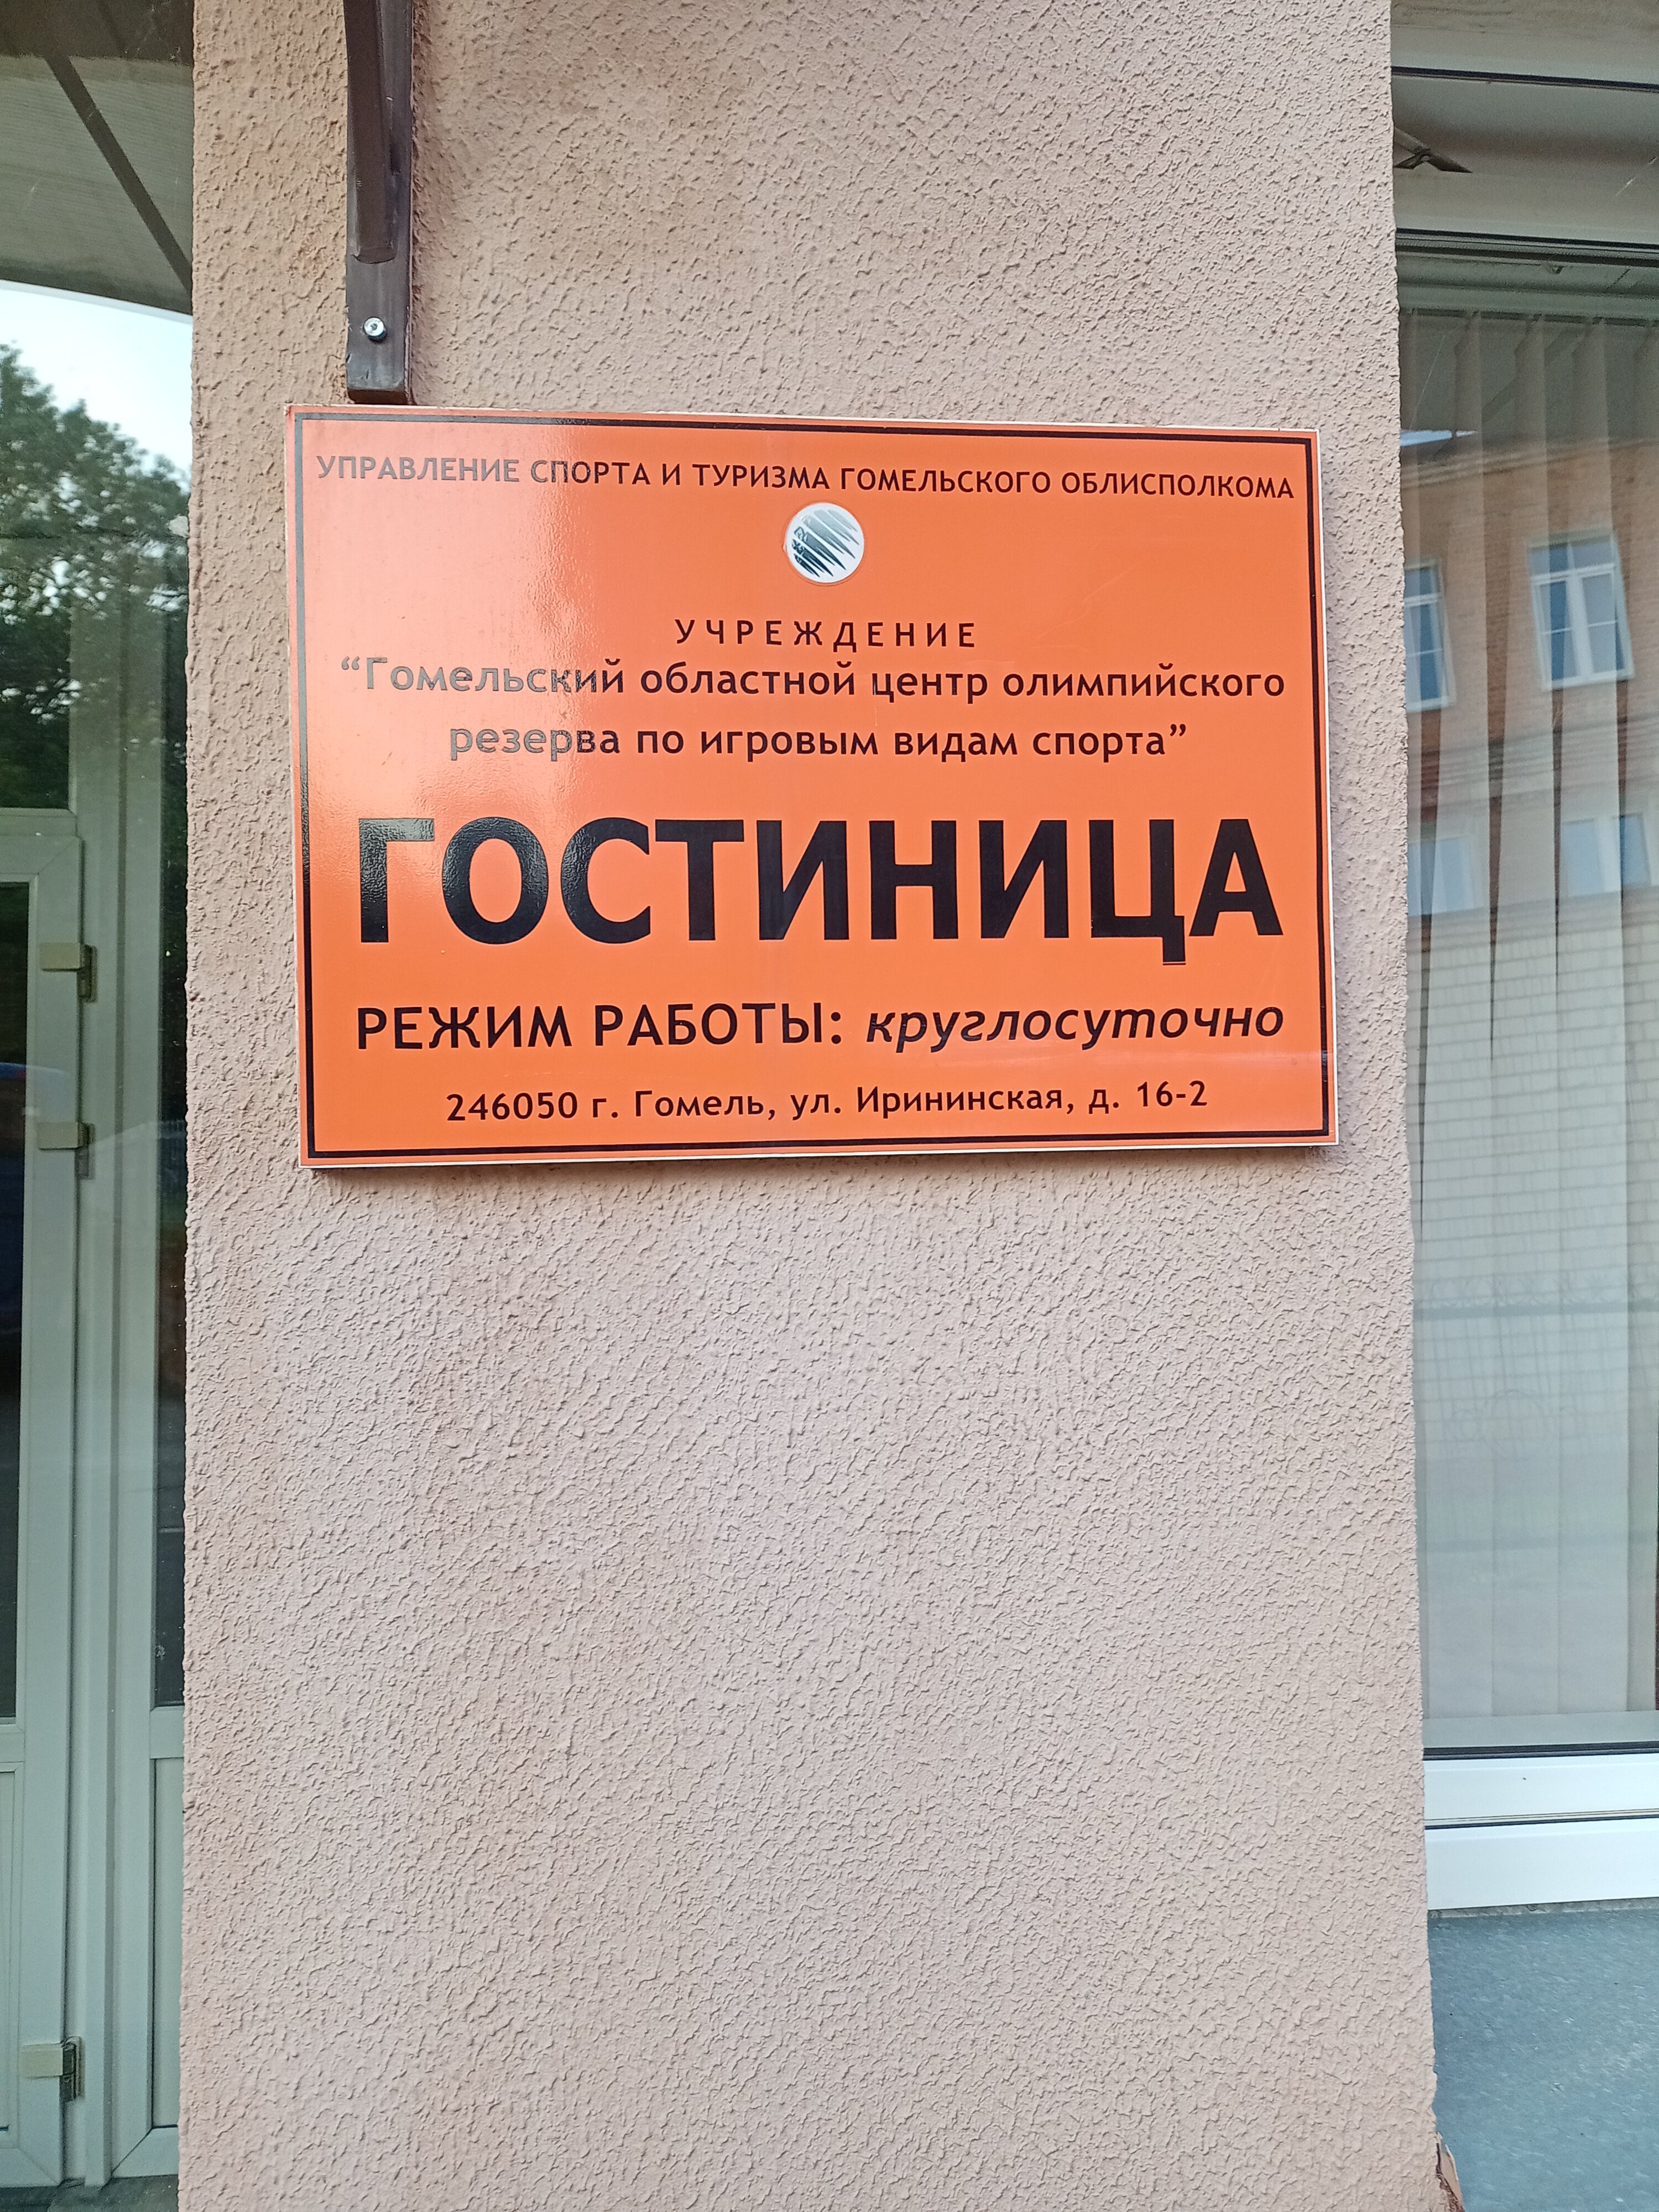 УПРАВЛЕНИЕ СПОРТА И ТУРИЗМА ГОМЕЛЬСКОГО ОБЛИСПОЛКОМА
УЧРЕЖДЕНИЕ
“Гомельский областной центр олимпийского
резерва по игровым видам спорта”
ГОСТИНИЦА
РЕЖИМ РАБОТЫ: круглосуточно
246050 г. Гомель, ул. Ирининская, д. 16-2